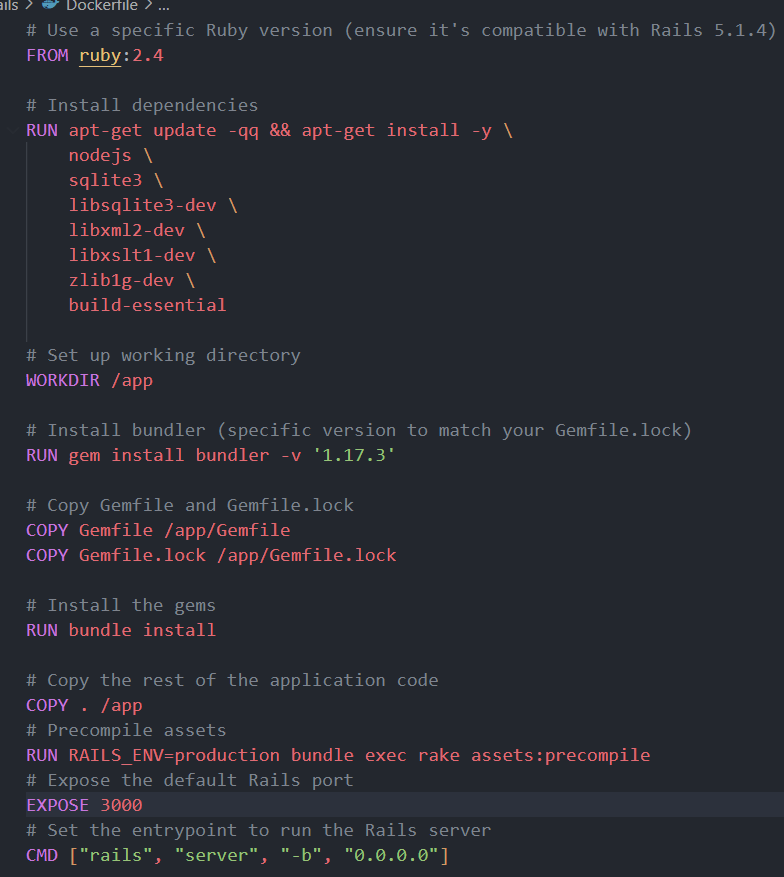 ails > Dockerfile > ...
# Use a specific Ruby version (ensure it's compatible with Rails 5.1.4)
FROM ruby:2.4
# Install dependencies
RUN apt-get update -qq && apt-get install -y \
nodejs \
sqlite3 \
libsqlite3-dev \
libxml2-dev \
libxslt1-dev \
zlib1g-dev \
build-essential
# Set up working directory
WORKDIR /app
# Install bundler (specific version to match your Gemfile.lock)
RUN gem install bundler -v '1.17.3'
# Copy Gemfile and Gemfile.lock
COPY Gemfile /app/Gemfile
COPY Gemfile.lock /app/Gemfile.lock
# Install the gems
RUN bundle install
# Copy the rest of the application code
COPY . /app
# Precompile assets
RUN RAILS_ENV=production bundle exec rake assets:precompile
# Expose the default Rails port
EXPOSE 3000
# Set the entrypoint to run the Rails server
CMD ["rails", "server", "-b", "0.0.0.0"]